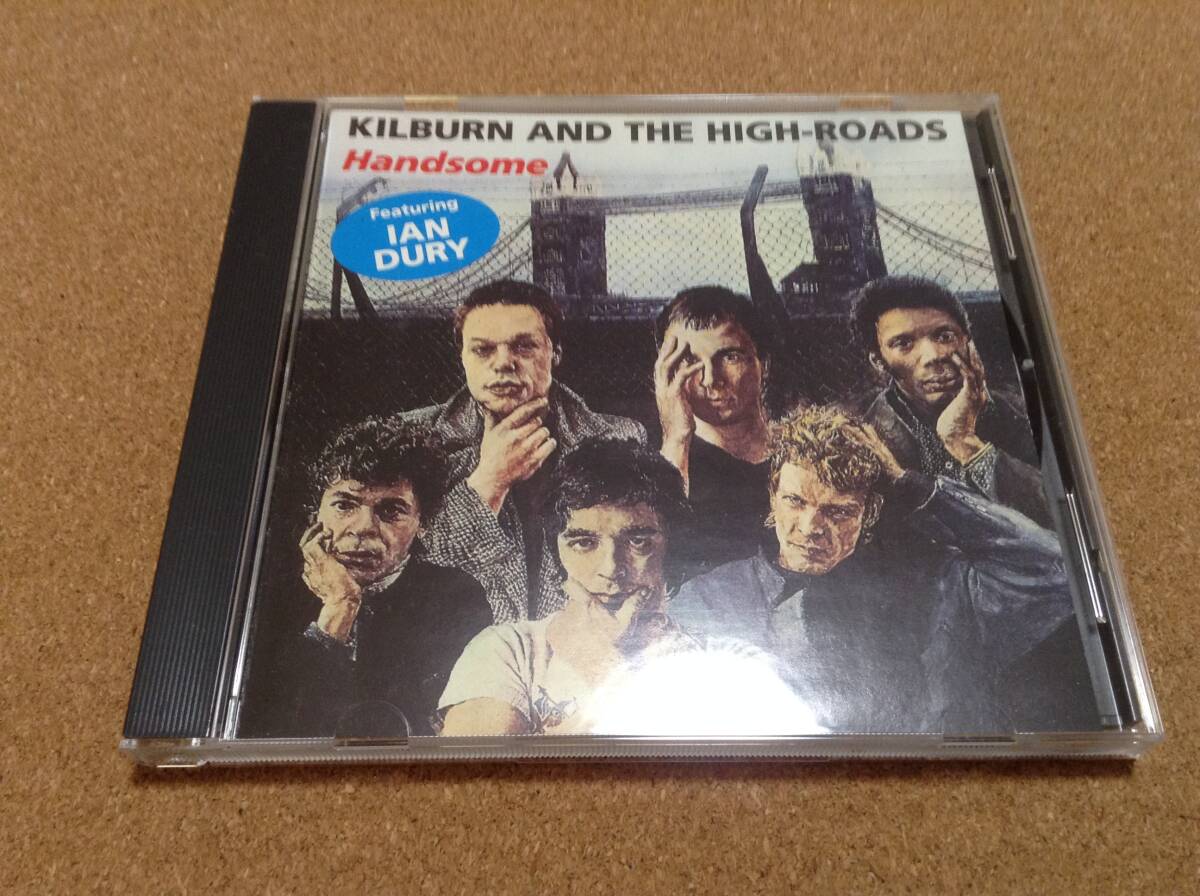 KILBURN AND THE HIGH-ROADS
Handsome
Featuring
IAN
DURY